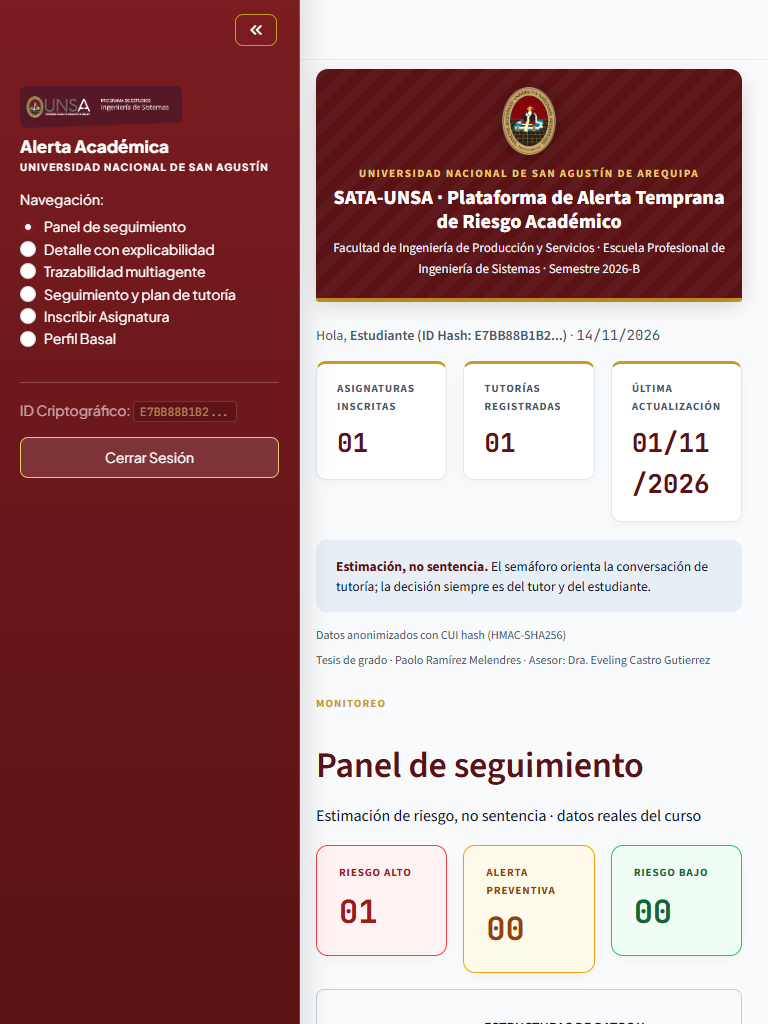 UNSA
PROGRAMA DE ESTUDIOS
Ingeniería de Sistemas
Alerta Académica
UNIVERSIDAD NACIONAL DE SAN AGUSTÍN
Navegación:
Panel de seguimiento
Detalle con explicabilidad
Trazabilidad multiagente
Seguimiento y plan de tutoría
Inscribir Asignatura
Perfil Basal
ID Criptográfico: E7BB88B1B2...
Cerrar Sesión
UNIVERSIDAD NACIONAL DE SAN AGUSTÍN DE AREQUIPA
SATA-UNSA · Plataforma de Alerta Temprana
de Riesgo Académico
Facultad de Ingeniería de Producción y Servicios · Escuela Profesional de
Ingeniería de Sistemas · Semestre 2026-B
Hola, Estudiante (ID Hash: E7BB88B1B2...) · 14/11/2026
ASIGNATURAS
INSCRITAS
01
TUTORÍAS
REGISTRADAS
01
ÚLTIMA
ACTUALIZACIÓN
01/11
/2026
Estimación, no sentencia. El semáforo orienta la conversación de
tutoría; la decisión siempre es del tutor y del estudiante.
Datos anonimizados con CUI hash (HMAC-SHA256)
Tesis de grado · Paolo Ramírez Melendres · Asesor: Dra. Eveling Castro Gutierrez
MONITOREO
Panel de seguimiento
Estimación de riesgo, no sentencia · datos reales del curso
RIESGO ALTO
01
ALERTA
PREVENTIVA
00
RIESGO BAJO
00